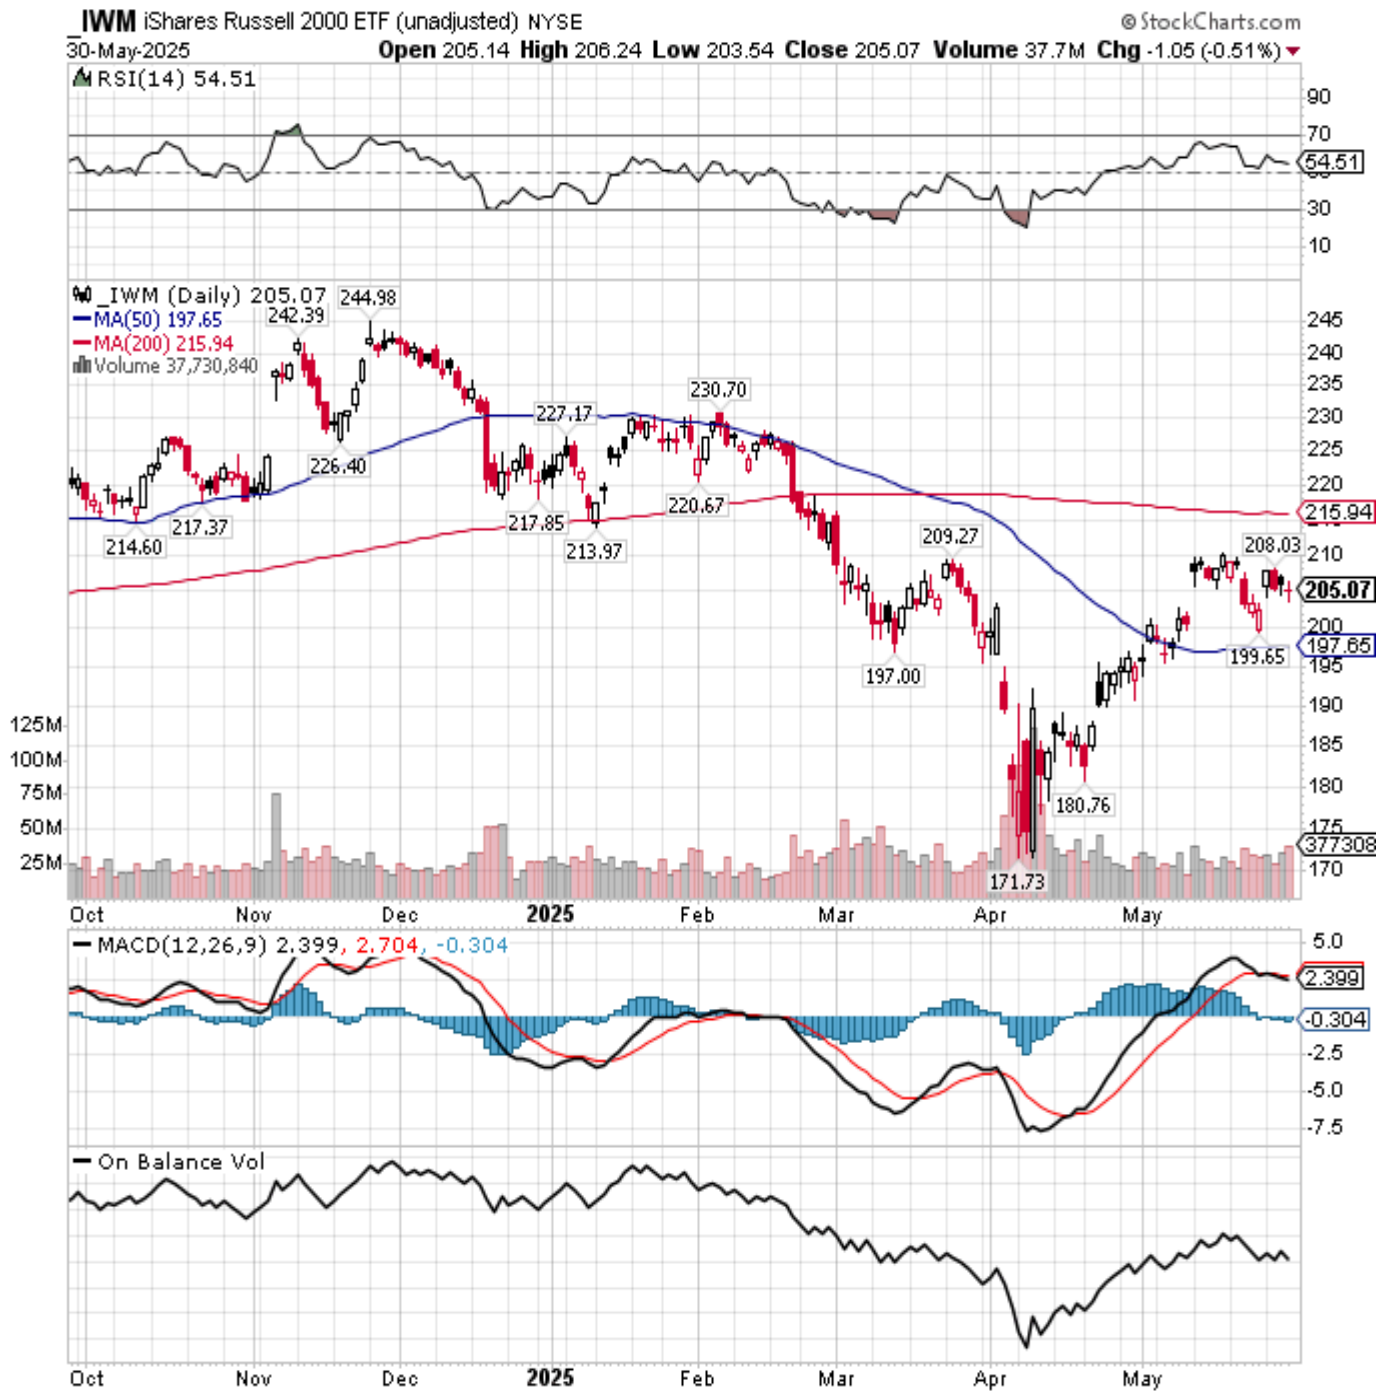 _IWM iShares Russell 2000 ETF (unadjusted) NYSE © StockCharts.com
30-May-2025 Open 205.14 High 206.24 Low 203.54 Close 205.07 Volume 37.7M Chg -1.05 (-0.51%)
RSI(14) 54.51
90
70
54.51
30
10
_IWM (Daily) 205.07
MA(50) 197.65
MA(200) 215.94
Volume 37,730,840
244.98
242.39
245
240
235
230.70
230
227.17
225
226.40
220
220.67
217.37
217.85
215.94
214.60
213.97
210
209.27
208.03
205.07
200
197.65
199.65
195
197.00
190
125M
185
100M
180
75M
180.76
50M
175
377308
25M
170
171.73
Oct Nov Dec 2025 Feb Mar Apr May
MACD(12,26,9) 2.399, 2.704, -0.304
5.0
2.399
-0.304
-2.5
-5.0
-7.5
On Balance Vol
Oct Nov Dec 2025 Feb Mar Apr May